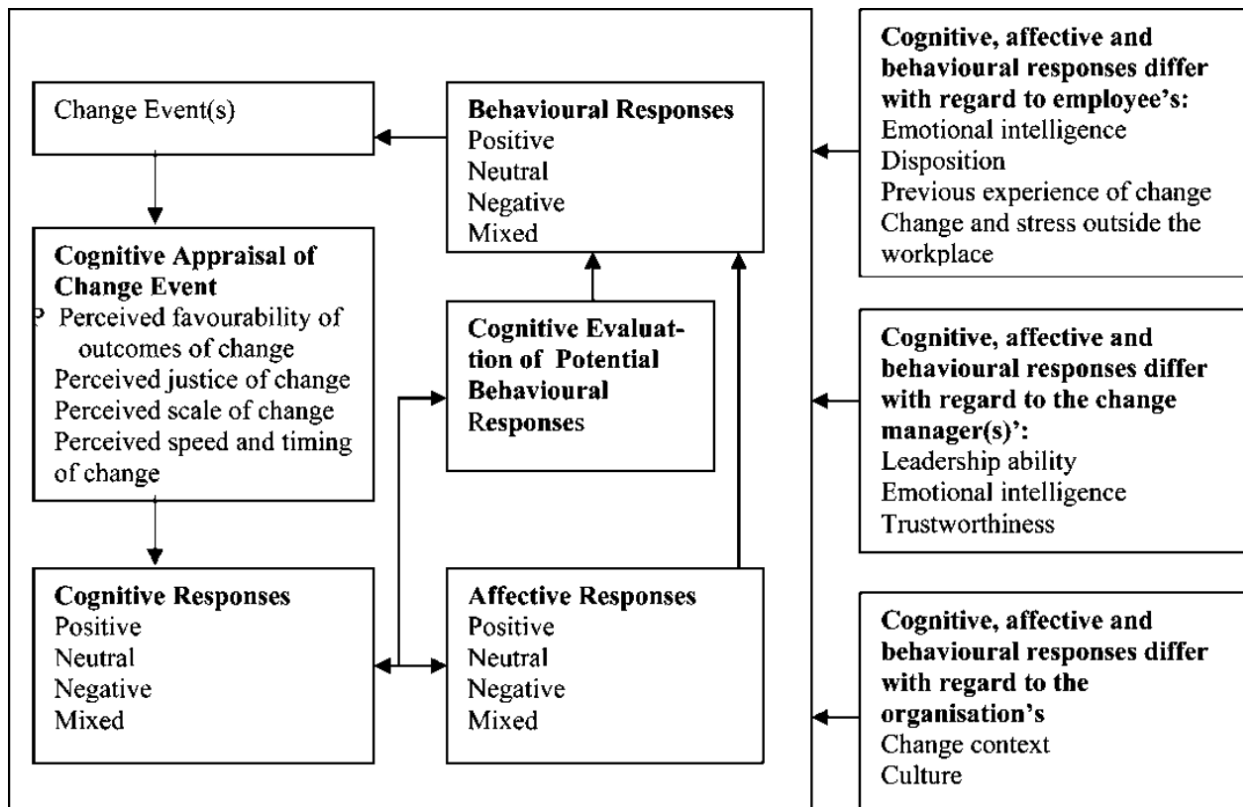 Change Event(s)
Cognitive Appraisal of
Change Event
? Perceived favourability of
outcomes of change
Perceived justice of change
Perceived scale of change
Perceived speed and timing
of change
Cognitive Responses
Positive
Neutral
Negative
Mixed
Behavioural Responses
Positive
Neutral
Negative
Mixed
Cognitive Evaluat-
tion of Potential
Behavioural
Responses
Affective Responses
Positive
Neutral
Negative
Mixed
Cognitive, affective and
behavioural responses differ
with regard to employee's:
Emotional intelligence
Disposition
Previous experience of change
Change and stress outside the
workplace
Cognitive, affective and
behavioural responses differ
with regard to the change
manager(s)':
Leadership ability
Emotional intelligence
Trustworthiness
Cognitive, affective and
behavioural responses differ
with regard to the
organisation's
Change context
Culture